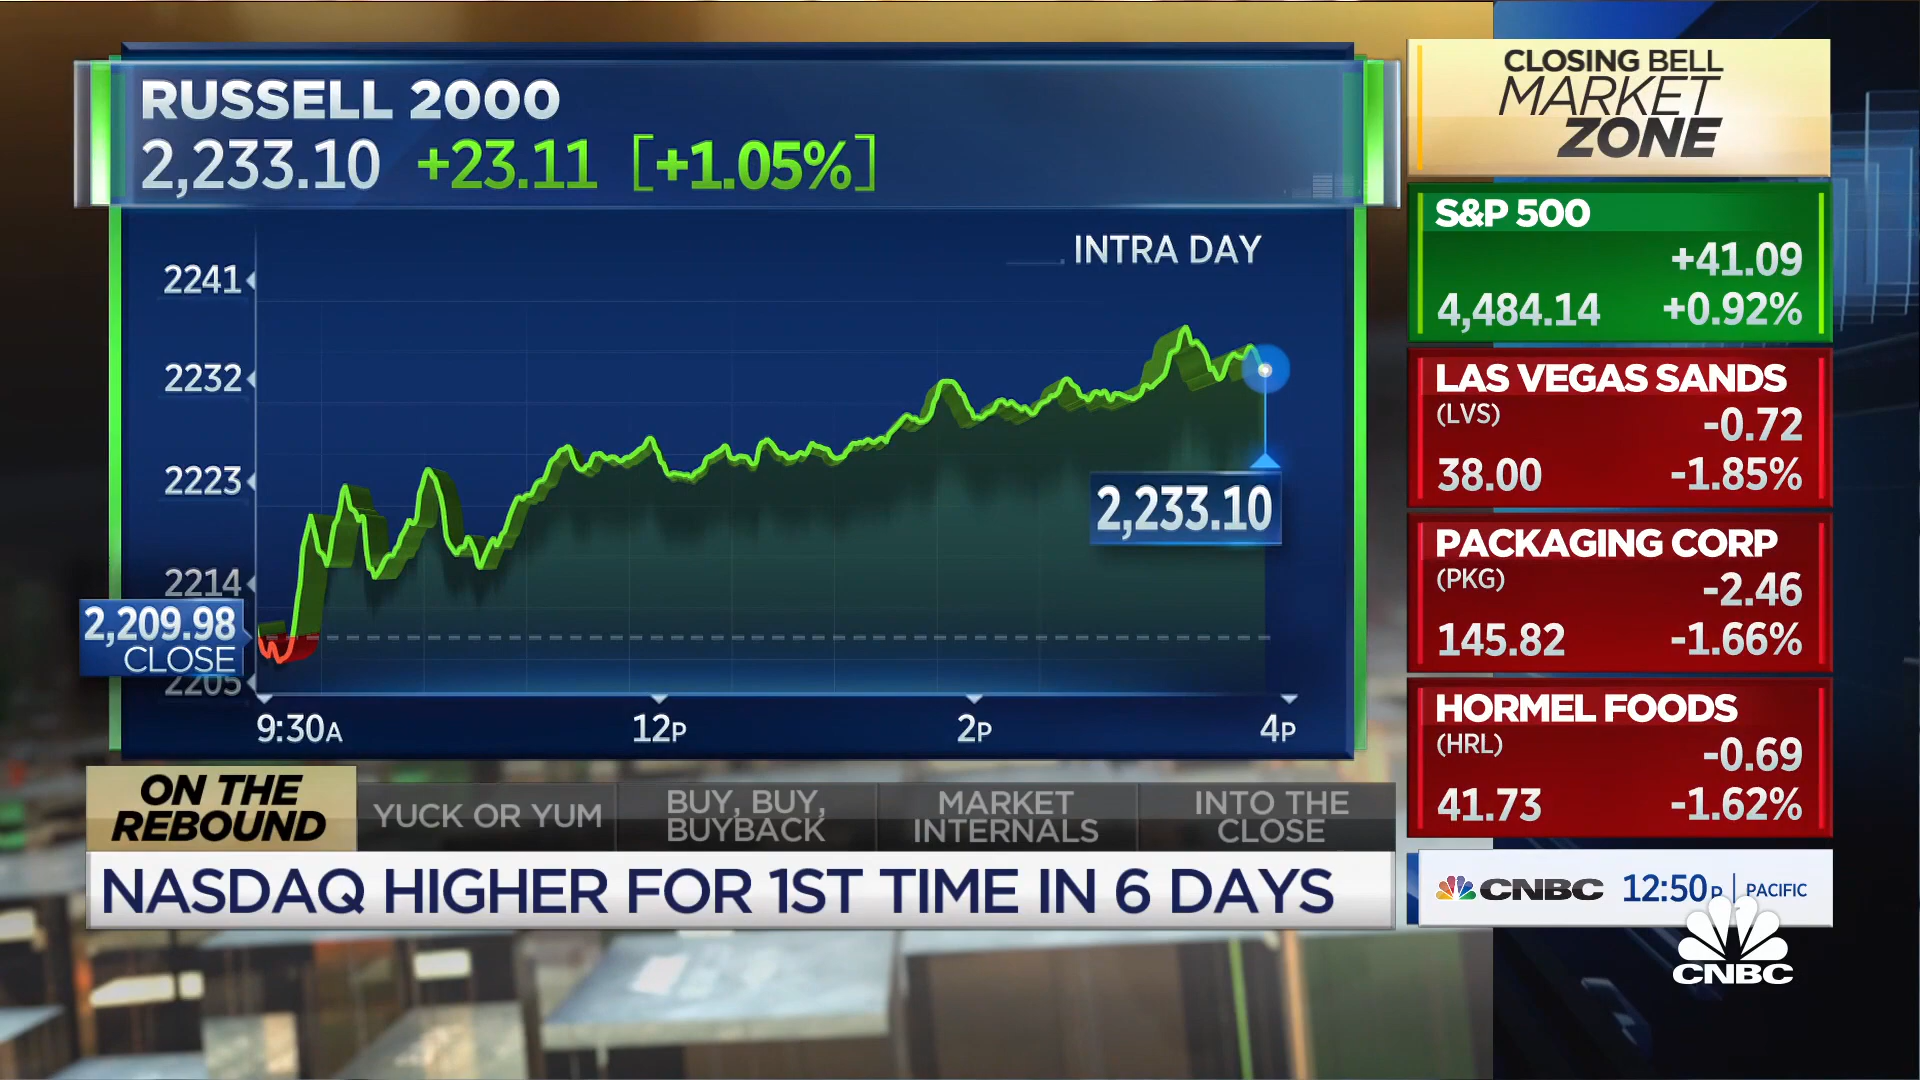 RUSSELL 2000
2,233.10 +23.11 [+1.05%]
INTRA DAY
2241
2232
2223
2214
2,209.98
CLOSE
2205
2,233.10
9:30A 12P 2P 4P
ON THE
REBOUND
YUCK OR YUM
BUY, BUY,
BUYBACK
MARKET
INTERNALS
INTO THE
CLOSE
NASDAQ HIGHER FOR 1ST TIME IN 6 DAYS
CLOSING BELL
MARKET
ZONE
S&P 500
+41.09
4,484.14 +0.92%
LAS VEGAS SANDS
(LVS) -0.72
38.00 -1.85%
PACKAGING CORP
(PKG) -2.46
145.82 -1.66%
HORMEL FOODS
(HRL) -0.69
41.73 -1.62%
CNBC 12:50P PACIFIC
CNBC